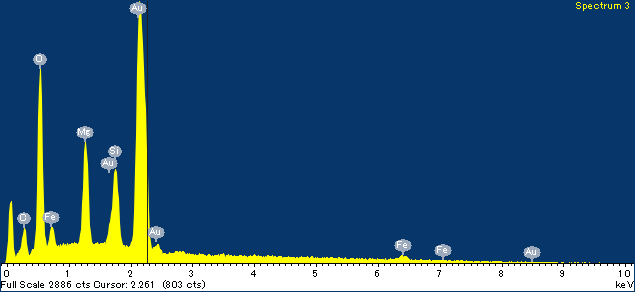 Spectrum 3
Au
O
Mg
Si
Au
C
Fe
Au
Fe
Fe
Au
0 1 2 3 4 5 6 7 8 9 10
Full Scale 2886 cts Cursor: 2.261 (803 cts) keV